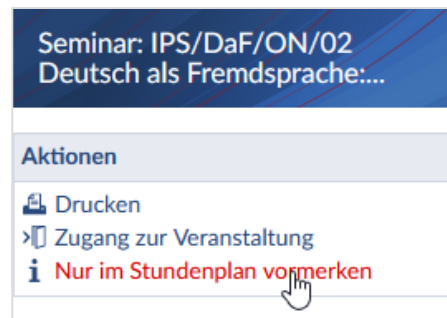 Seminar: IPS/DaF/ON/02
Deutsch als Fremdsprache:...
Aktionen
Drucken
Zugang zur Veranstaltung
Nur im Stundenplan vormerken